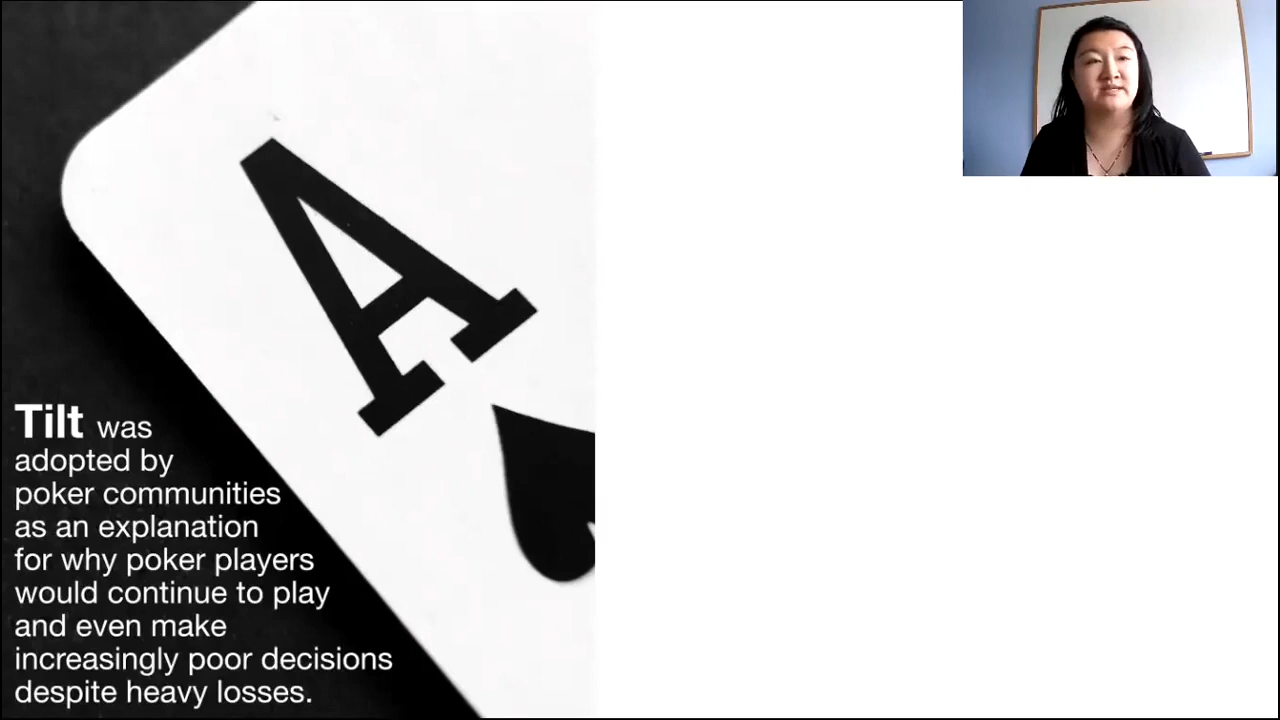 A
Tilt was
adopted by
poker communities
as an explanation
for why poker players
would continue to play
and even make
increasingly poor decisions
despite heavy losses.